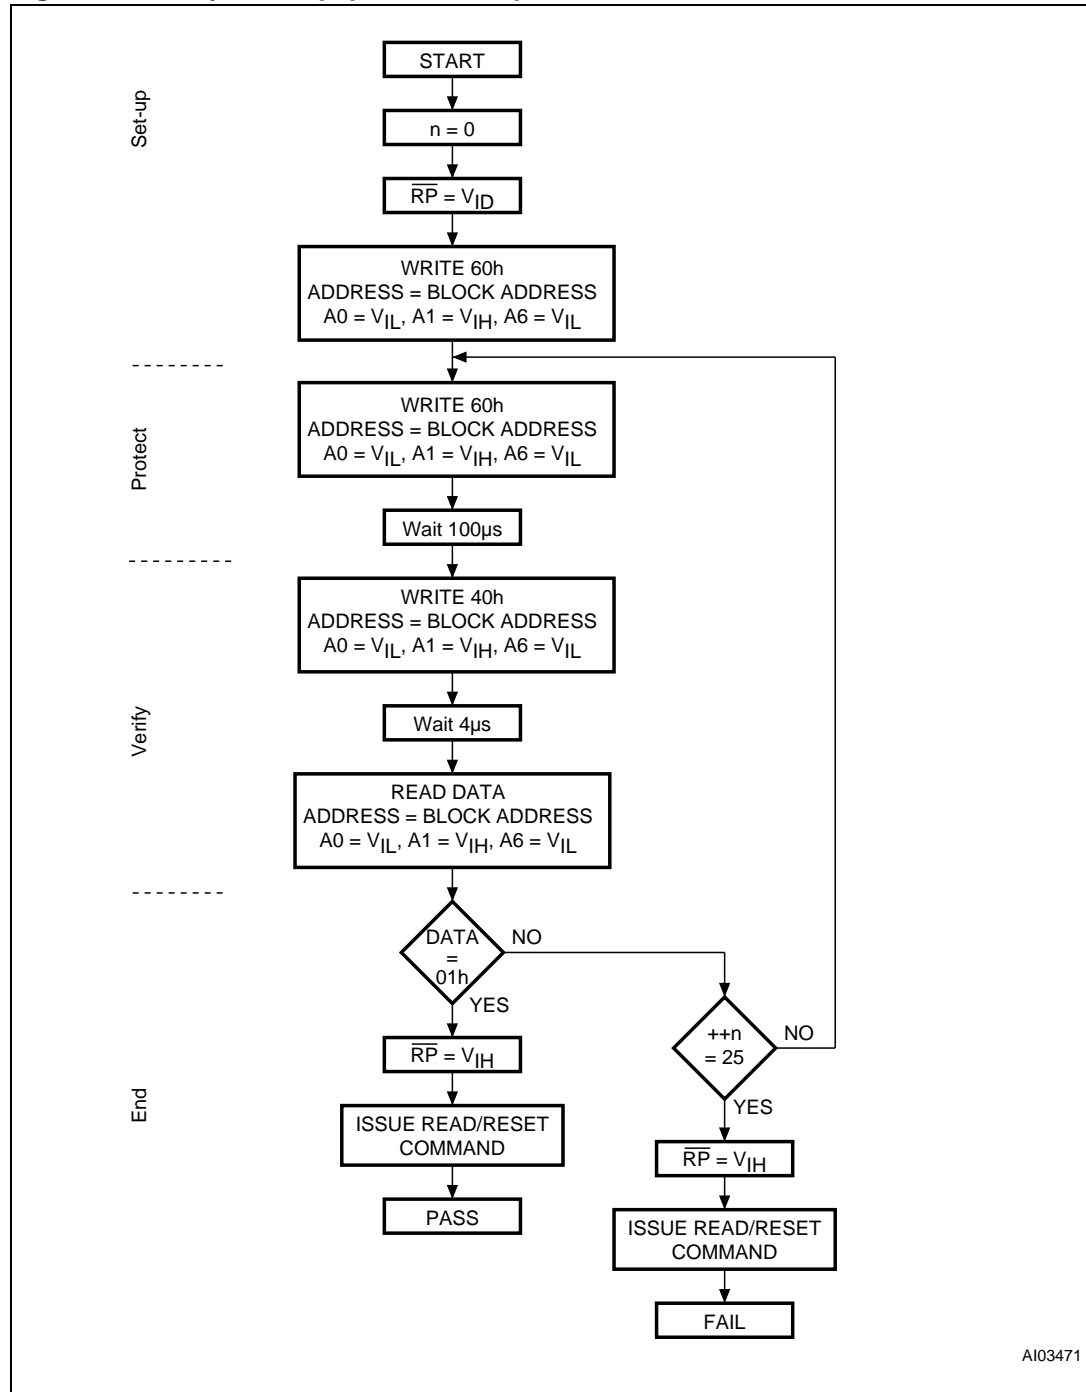 START
Set-up
n = 0
R̅P̅ = VID
WRITE 60h
ADDRESS = BLOCK ADDRESS
A0 = VIL, A1 = VIH, A6 = VIL
Protect
WRITE 60h
ADDRESS = BLOCK ADDRESS
A0 = VIL, A1 = VIH, A6 = VIL
Wait 100µs
Verify
WRITE 40h
ADDRESS = BLOCK ADDRESS
A0 = VIL, A1 = VIH, A6 = VIL
Wait 4µs
READ DATA
ADDRESS = BLOCK ADDRESS
A0 = VIL, A1 = VIH, A6 = VIL
End
DATA
=
01h
NO
YES
++n
= 25
NO
YES
R̅P̅ = VIH
ISSUE READ/RESET
COMMAND
PASS
R̅P̅ = VIH
ISSUE READ/RESET
COMMAND
FAIL
AI03471